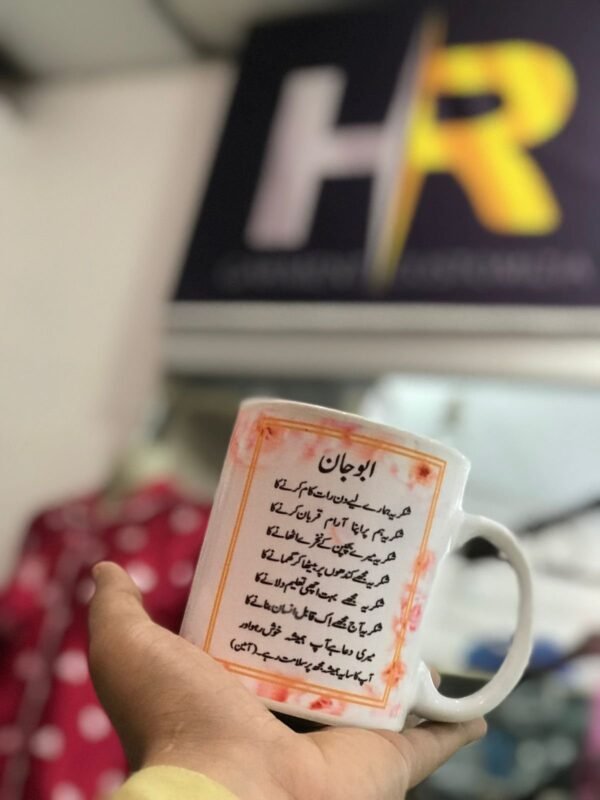 HR
ابو جان
شکریہ ہمارے لیے دن رات کام کرنے کا
شکریہ ہم پر اپنا آرام قربان کرنے کا
شکریہ میرے بچپن کے نخرے اٹھانے کا
شکریہ مجھے کندھوں پر بیٹھا کر گھمانے کا
شکریہ مجھے بہت اچھی تعلیم دلانے کا
شکریہ آج مجھے اک قابل انسان بنانے کا
میری دعا ہے آپ ہمیشہ خوش رہو اور
آپ کا سایہ ہمیشہ مجھ پر سلامت رہے۔(آمین)